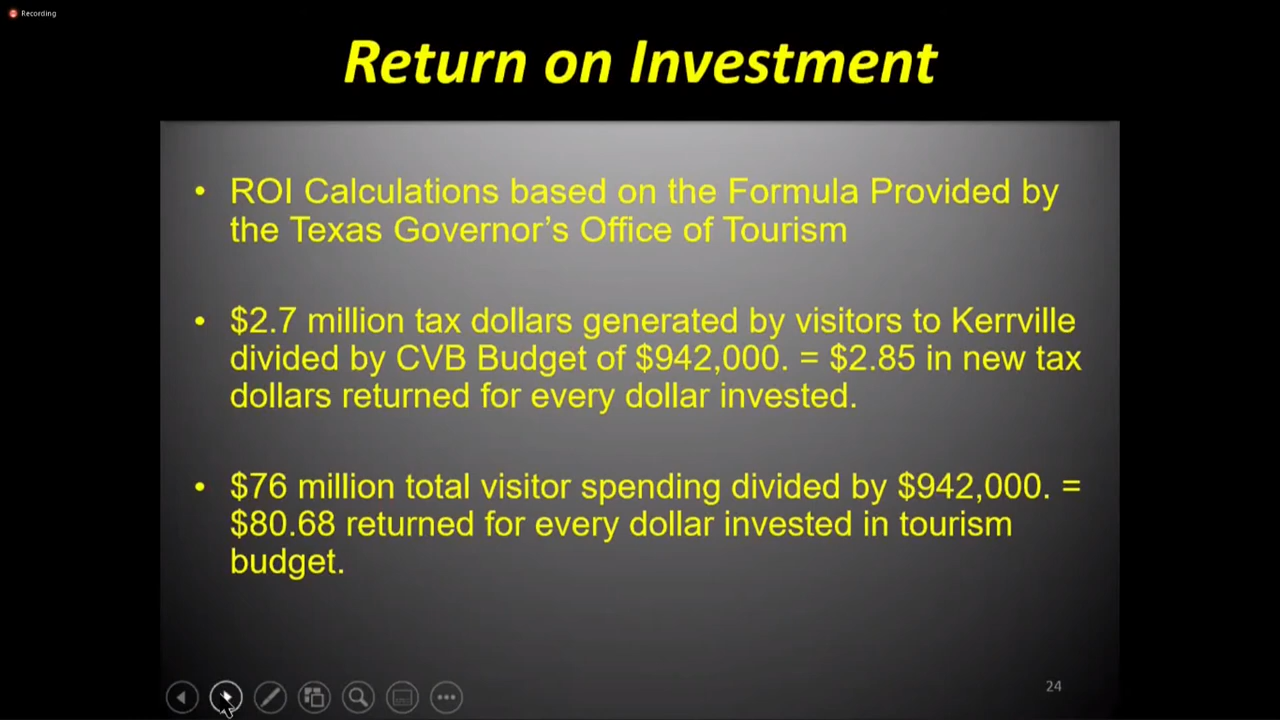 Recording
Return on Investment
• ROI Calculations based on the Formula Provided by
the Texas Governor’s Office of Tourism
• $2.7 million tax dollars generated by visitors to Kerrville
divided by CVB Budget of $942,000. = $2.85 in new tax
dollars returned for every dollar invested.
• $76 million total visitor spending divided by $942,000. =
$80.68 returned for every dollar invested in tourism
budget.
24